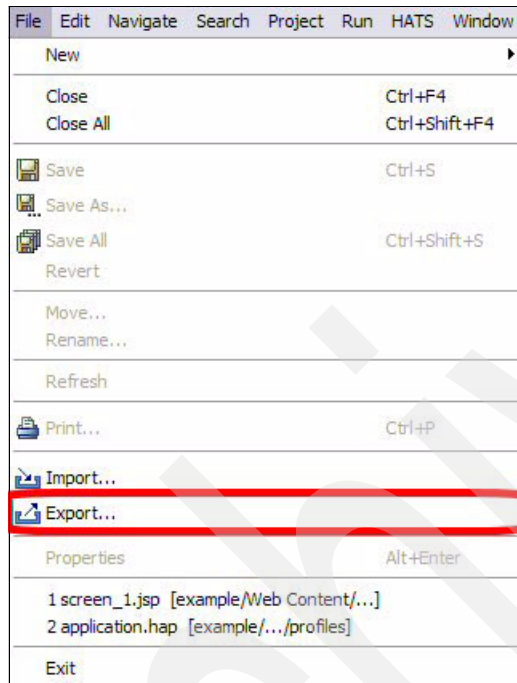 File Edit Navigate Search Project Run HATS Window
New
Close Ctrl+F4
Close All Ctrl+Shift+F4
Save Ctrl+S
Save As...
Save All Ctrl+Shift+S
Revert
Move...
Rename...
Refresh
Print... Ctrl+P
Import...
Export...
Properties Alt+Enter
1 screen_1.jsp [example/Web Content/...]
2 application.hap [example/.../profiles]
Exit